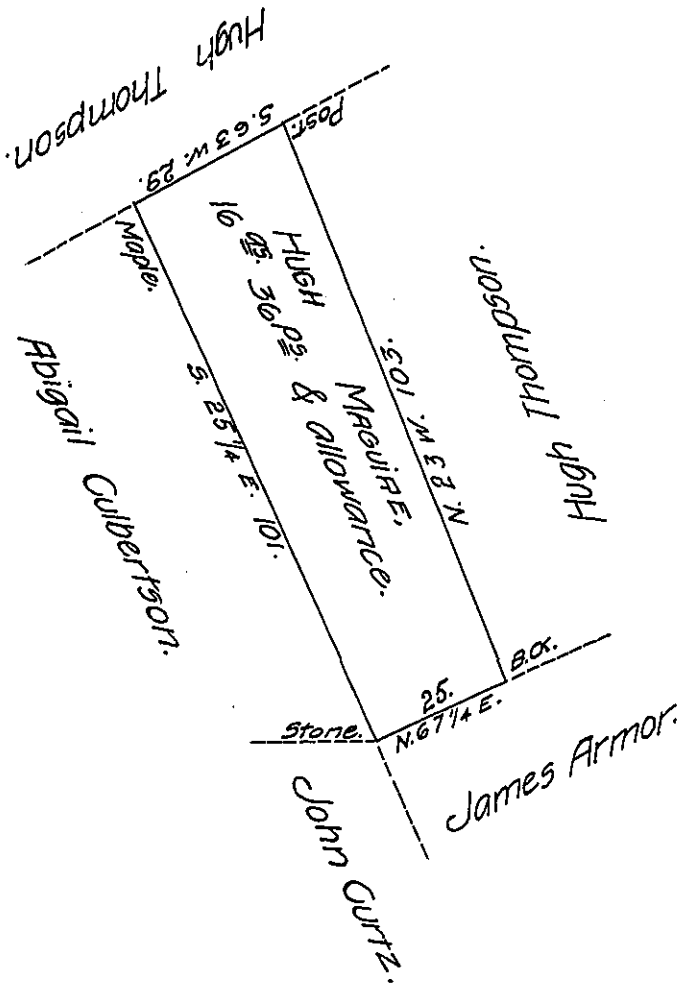 Hugh Thompson.
S. 63 W. 29.
Post.
Maple.
HUGH MAGUIRE,
16 as. 36 ps. & allowance.
N. 23 W. 103.
Hugh Thompson.
S. 25 1/4 E. 101.
Abigail Culbertson.
B.O.
25.
N. 67 1/4 E.
Stone.
James Armor.
John Curtz.